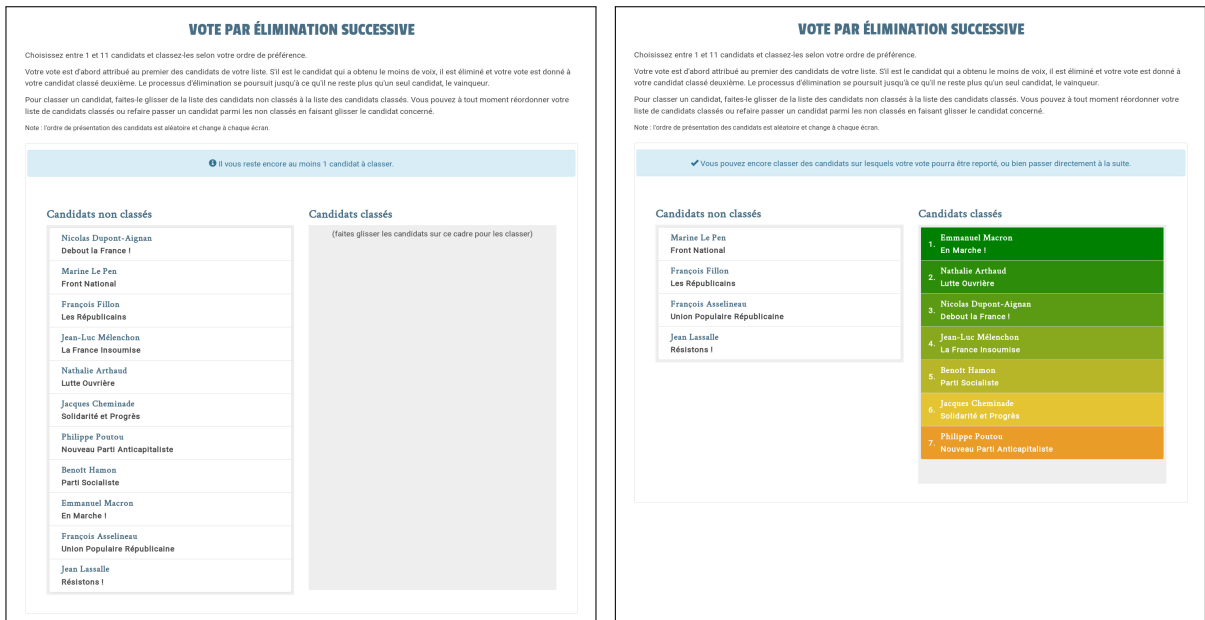 VOTE PAR ÉLIMINATION SUCCESSIVE
Choisissez entre 1 et 11 candidats et classez-les selon votre ordre de préférence.
Votre vote est d'abord attribué au premier des candidats de votre liste. S'il est le candidat qui a obtenu le moins de voix, il est éliminé et votre vote est donné à
votre candidat classé deuxième. Le processus d'élimination se poursuit jusqu'à ce qu'il ne reste plus qu'un seul candidat, le vainqueur.
Pour classer un candidat, faites-le glisser de la liste des candidats non classés à la liste des candidats classés. Vous pouvez à tout moment réordonner votre
liste de candidats classés ou refaire passer un candidat parmi les non classés en faisant glisser le candidat concerné.
Note : l'ordre de présentation des candidats est aléatoire et change à chaque écran.
Il vous reste encore au moins 1 candidat à classer.
Candidats non classés
Nicolas Dupont-Aignan
Debout la France !
Marine Le Pen
Front National
François Fillon
Les Républicains
Jean-Luc Mélenchon
La France Insoumise
Nathalie Arthaud
Lutte Ouvrière
Jacques Cheminade
Solidarité et Progrès
Philippe Poutou
Nouveau Parti Anticapitaliste
Benoît Hamon
Parti Socialiste
Emmanuel Macron
En Marche !
François Asselineau
Union Populaire Républicaine
Jean Lassalle
Résistons !
Candidats classés
(faites glisser les candidats sur ce cadre pour les classer)
VOTE PAR ÉLIMINATION SUCCESSIVE
Choisissez entre 1 et 11 candidats et classez-les selon votre ordre de préférence.
Votre vote est d'abord attribué au premier des candidats de votre liste. S'il est le candidat qui a obtenu le moins de voix, il est éliminé et votre vote est donné à
votre candidat classé deuxième. Le processus d'élimination se poursuit jusqu'à ce qu'il ne reste plus qu'un seul candidat, le vainqueur.
Pour classer un candidat, faites-le glisser de la liste des candidats non classés à la liste des candidats classés. Vous pouvez à tout moment réordonner votre
liste de candidats classés ou refaire passer un candidat parmi les non classés en faisant glisser le candidat concerné.
Note : l'ordre de présentation des candidats est aléatoire et change à chaque écran.
Vous pouvez encore classer des candidats sur lesquels votre vote pourra être reporté, ou bien passer directement à la suite.
Candidats non classés
Marine Le Pen
Front National
François Fillon
Les Républicains
François Asselineau
Union Populaire Républicaine
Jean Lassalle
Résistons !
Candidats classés
1. Emmanuel Macron
En Marche !
2. Nathalie Arthaud
Lutte Ouvrière
3. Nicolas Dupont-Aignan
Debout la France !
4. Jean-Luc Mélenchon
La France Insoumise
5. Benoît Hamon
Parti Socialiste
6. Jacques Cheminade
Solidarité et Progrès
7. Philippe Poutou
Nouveau Parti Anticapitaliste